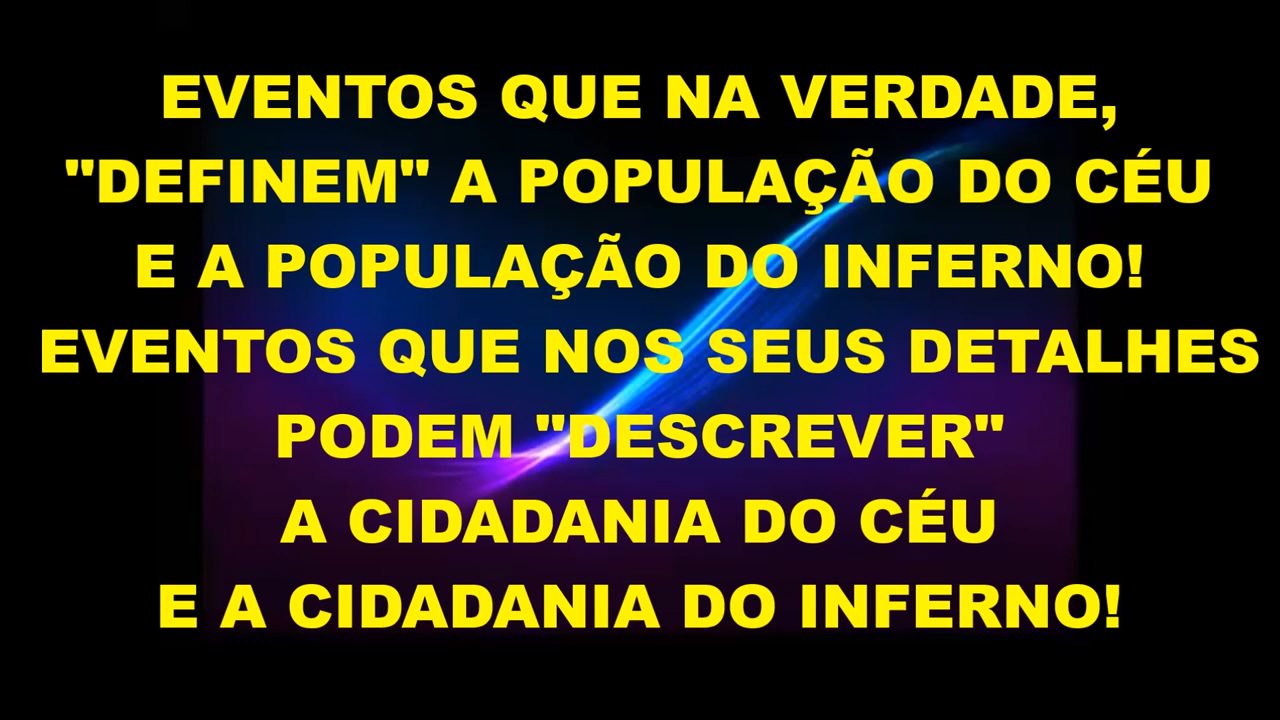 EVENTOS QUE NA VERDADE,
"DEFINEM" A POPULAÇÃO DO CÉU
E A POPULAÇÃO DO INFERNO!
EVENTOS QUE NOS SEUS DETALHES
PODEM "DESCREVER"
A CIDADANIA DO CÉU
E A CIDADANIA DO INFERNO!